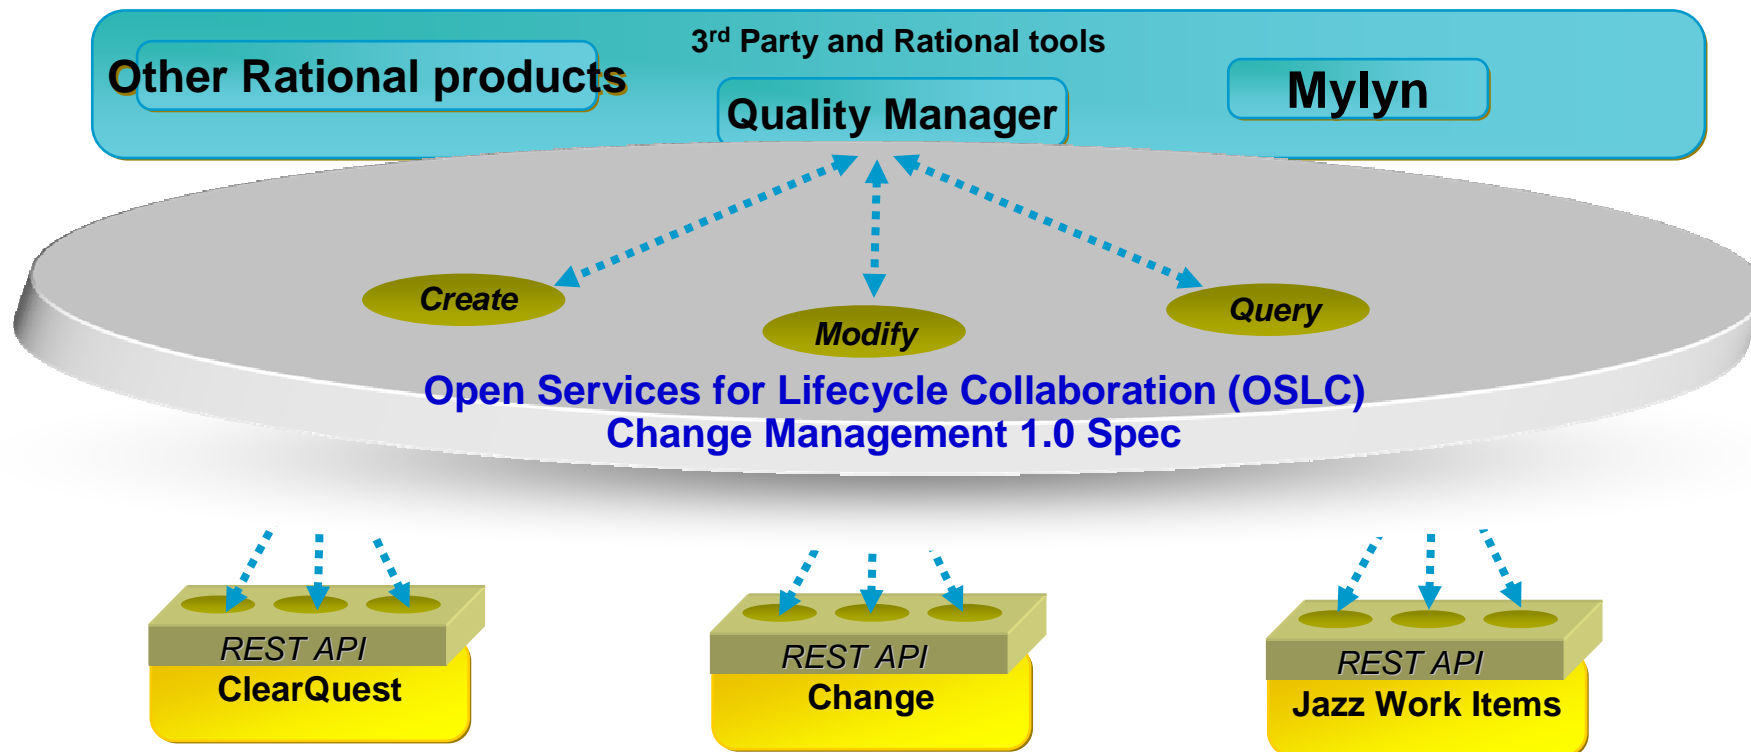 3rd Party and Rational tools
Other Rational products
Quality Manager
Mylyn
Create
Modify
Query
Open Services for Lifecycle Collaboration (OSLC)
Change Management 1.0 Spec
REST API
ClearQuest
REST API
Change
REST API
Jazz Work Items